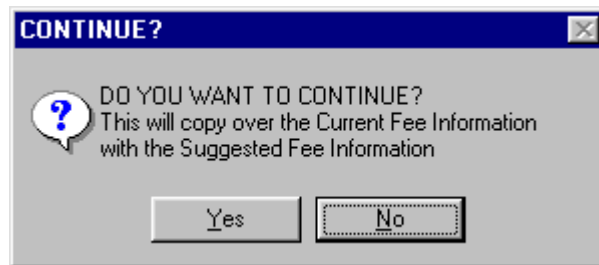 CONTINUE?
DO YOU WANT TO CONTINUE?
This will copy over the Current Fee Information
with the Suggested Fee Information
Yes No